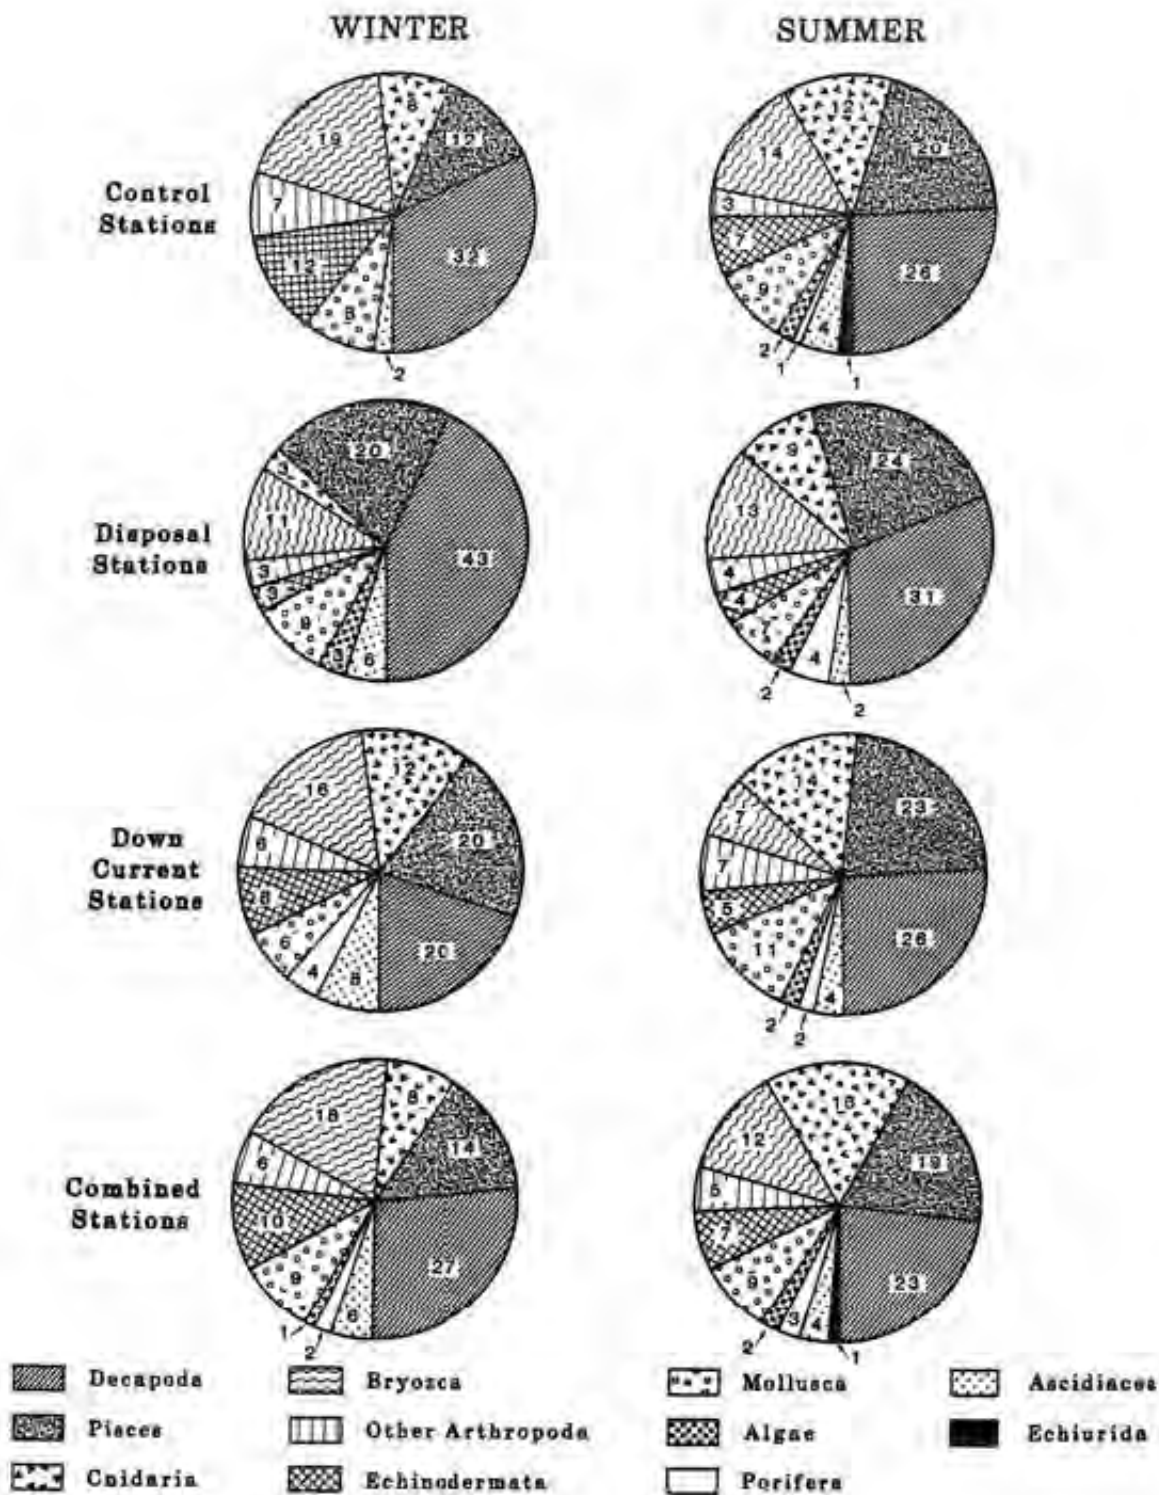 WINTER SUMMER
Control
Stations
19 8 12 7 32 12 8 2
12 20 14 3 7 26 9 2 1 4 1
Disposal
Stations
20 3 11 3 3 43 9 3 6
9 24 13 4 4 31 7 2 4 2
Down
Current
Stations
16 12 20 6 8 6 4 8 20
14 23 7 7 5 11 26 2 2 4
Combined
Stations
18 8 14 6 10 9 27 1 2 6
16 19 12 5 7 9 23 2 3 4 1
Decapoda Bryozoa Mollusca Ascidiacea
Pisces Other Arthropoda Algae Echiurida
Cnidaria Echinodermata Porifera